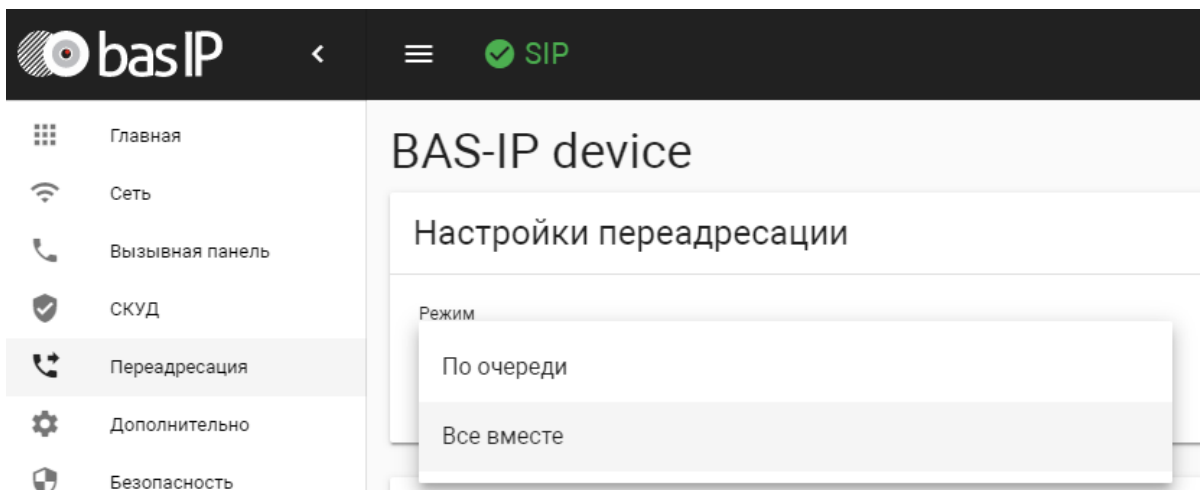 bas IP
SIP
Главная
Сеть
Вызывная панель
СКУД
Переадресация
Дополнительно
Безопасность
BAS-IP device
Настройки переадресации
Режим
По очереди
Все вместе